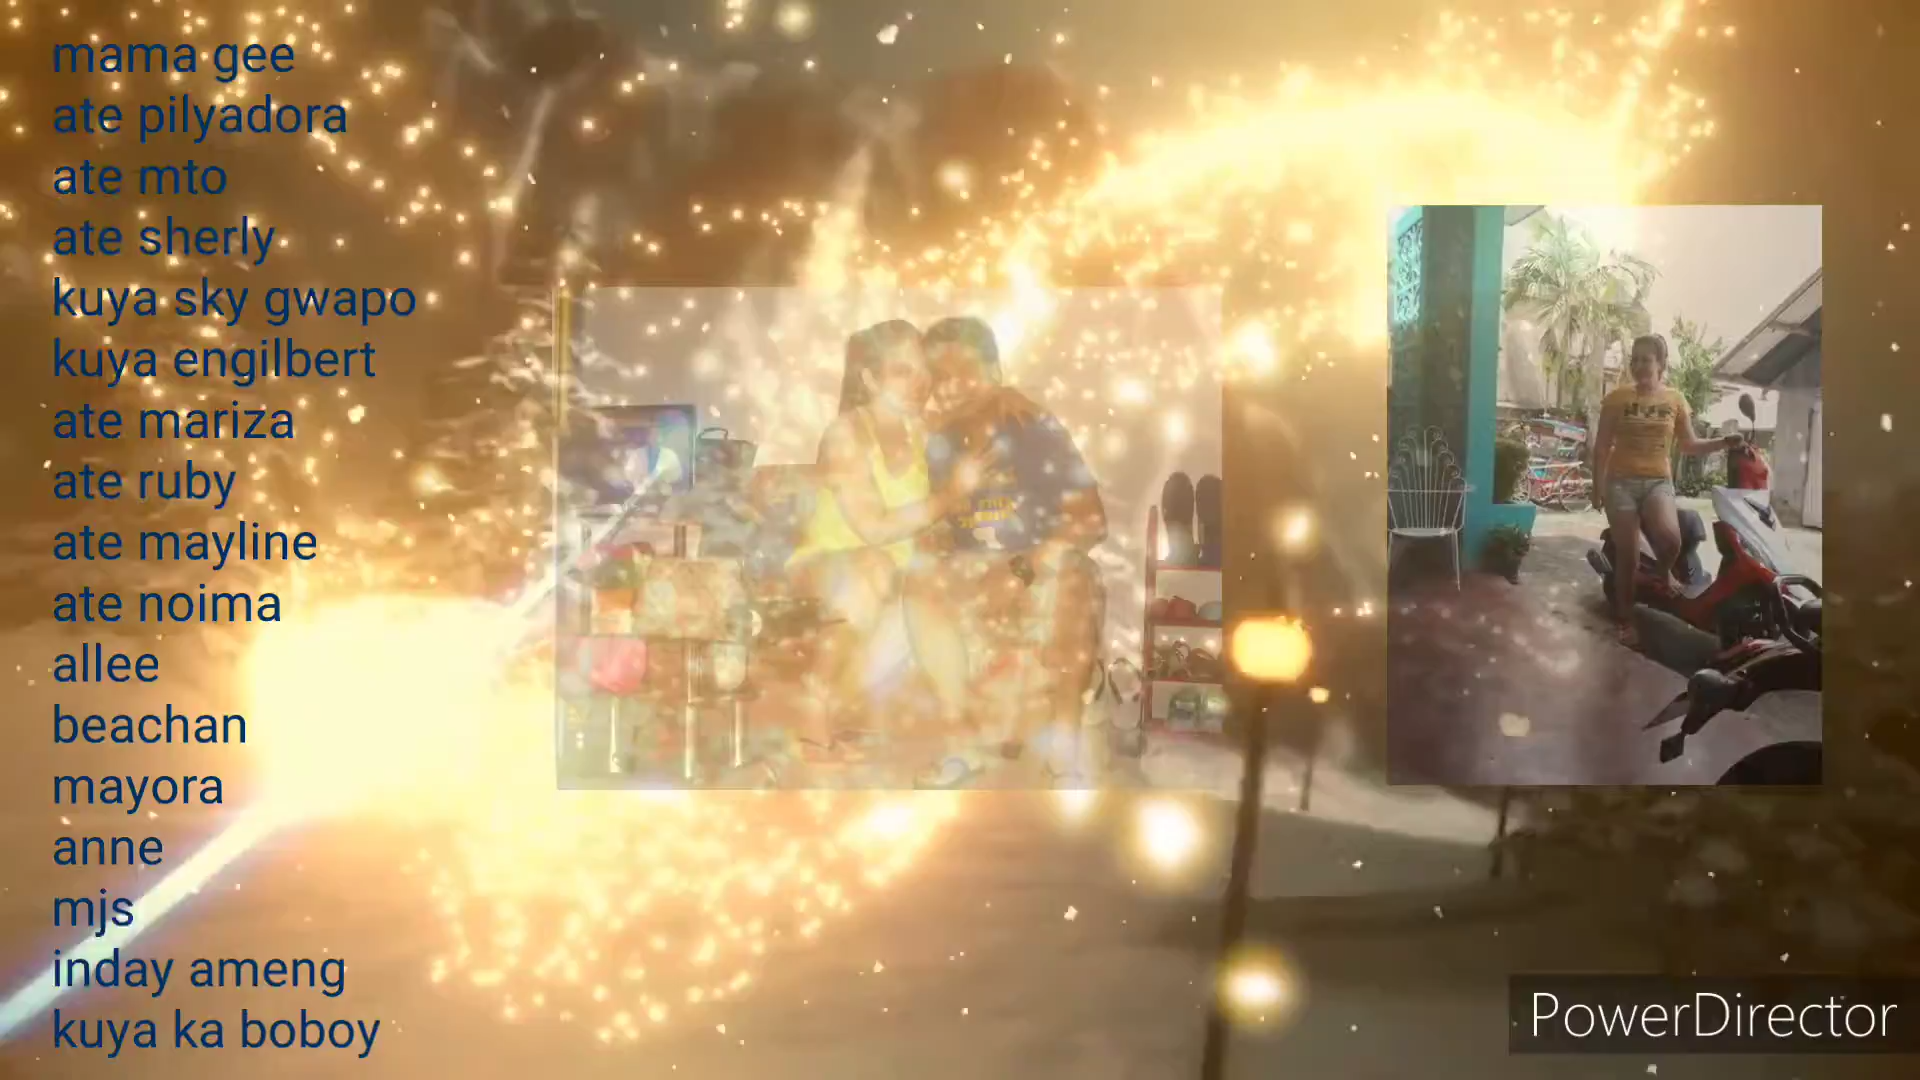 mama gee
ate pilyadora
ate mto
ate sherly
kuya sky gwapo
kuya engilbert
ate mariza
ate ruby
ate mayline
ate noima
allee
beachan
mayora
anne
mjs
inday ameng
kuya ka boboy
PowerDirector